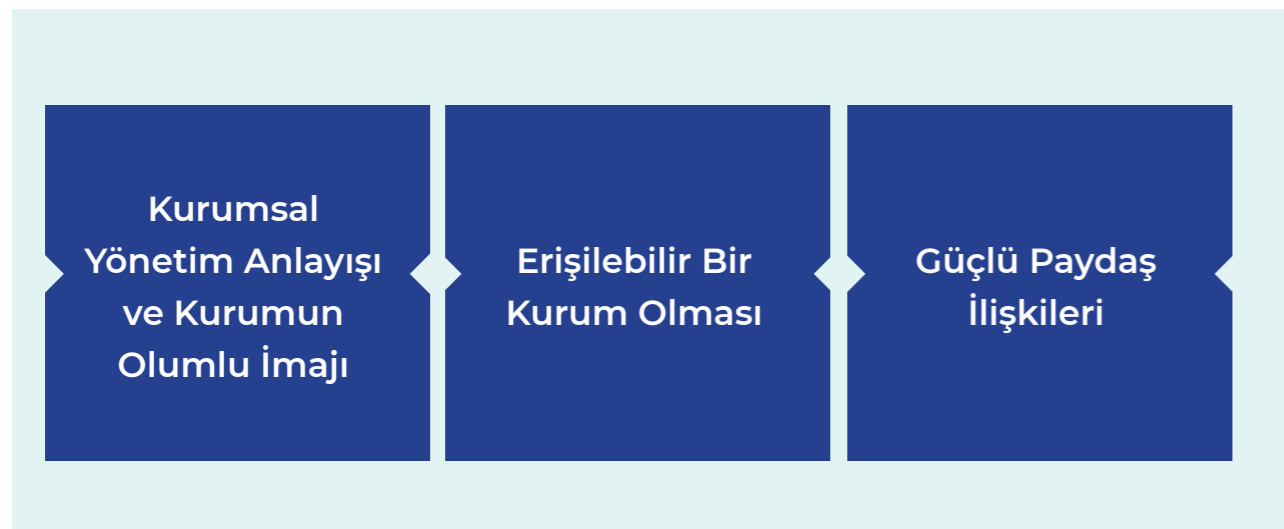 Kurumsal
Yönetim Anlayışı
ve Kurumun
Olumlu İmajı
Erişilebilir Bir
Kurum Olması
Güçlü Paydaş
İlişkileri